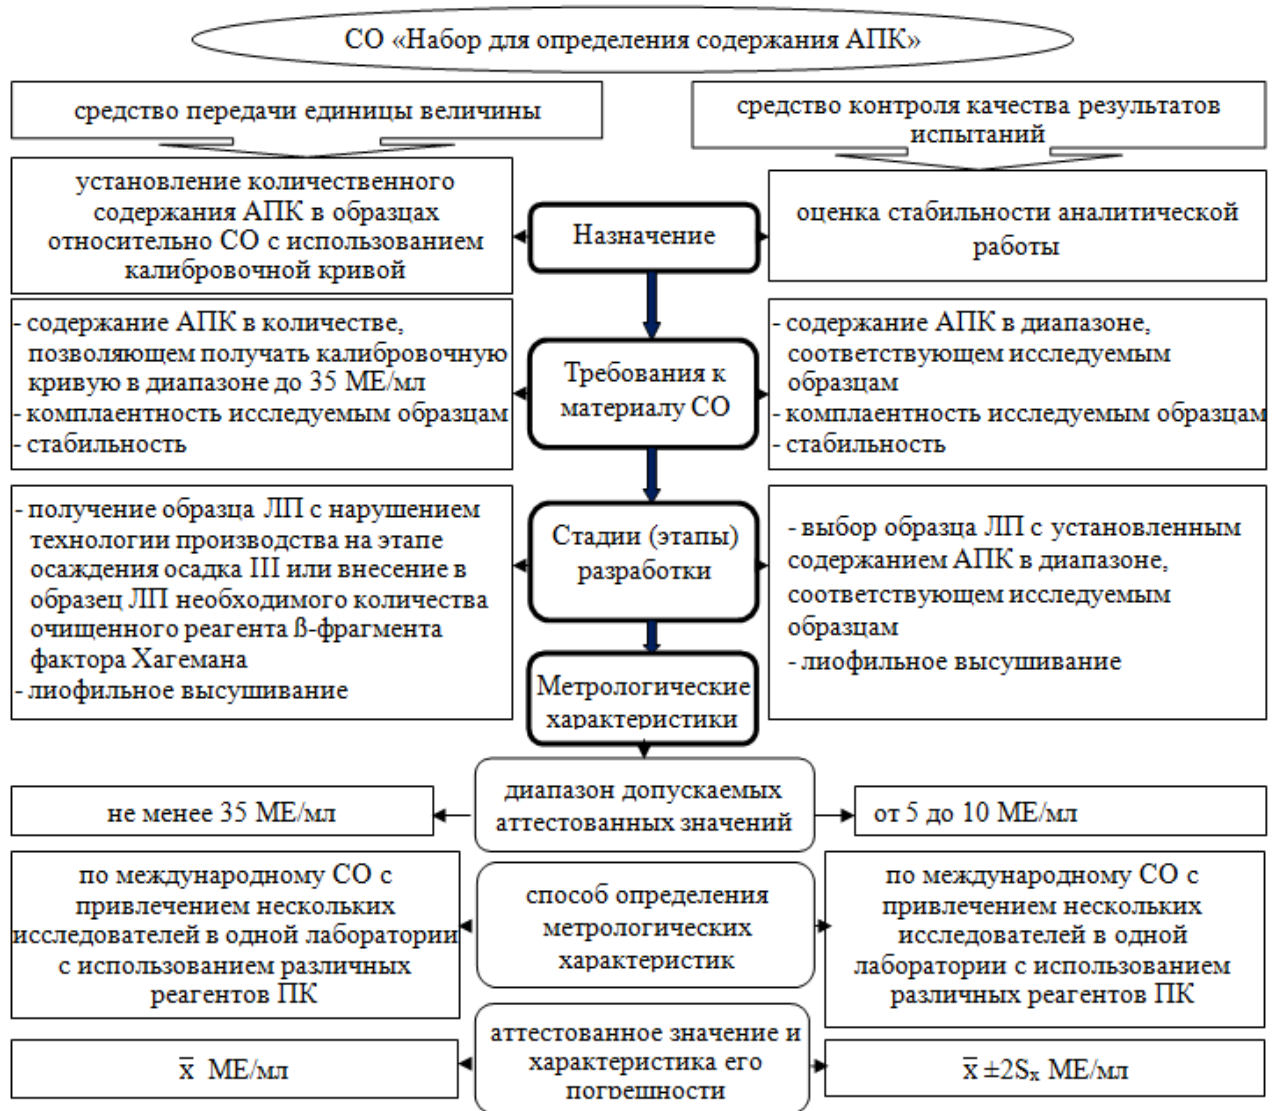 СО «Набор для определения содержания АПК»
средство передачи единицы величины
средство контроля качества результатов
испытаний
установление количественного
содержания АПК в образцах
относительно СО с использованием
калибровочной кривой
Назначение
оценка стабильности аналитической
работы
- содержание АПК в количестве,
позволяющем получать калибровочную
кривую в диапазоне до 35 МЕ/мл
- комплаентность исследуемым образцам
- стабильность
Требования к
материалу СО
- содержание АПК в диапазоне,
соответствующем исследуемым
образцам
- комплаентность исследуемым образцам
- стабильность
- получение образца ЛП с нарушением
технологии производства на этапе
осаждения осадка III или внесение в
образец ЛП необходимого количества
очищенного реагента ß-фрагмента
фактора Хагемана
- лиофильное высушивание
Стадии (этапы)
разработки
- выбор образца ЛП с установленным
содержанием АПК в диапазоне,
соответствующем исследуемым
образцам
- лиофильное высушивание
Метрологические
характеристики
диапазон допускаемых
аттестованных значений
не менее 35 МЕ/мл
от 5 до 10 МЕ/мл
по международному СО с
привлечением нескольких
исследователей в одной лаборатории
с использованием различных
реагентов ПК
способ определения
метрологических
характеристик
по международному СО с
привлечением нескольких
исследователей в одной
лаборатории с использованием
различных реагентов ПК
аттестованное значение и
характеристика его
погрешности
x̅ МЕ/мл
x̅ ±2Sₓ МЕ/мл